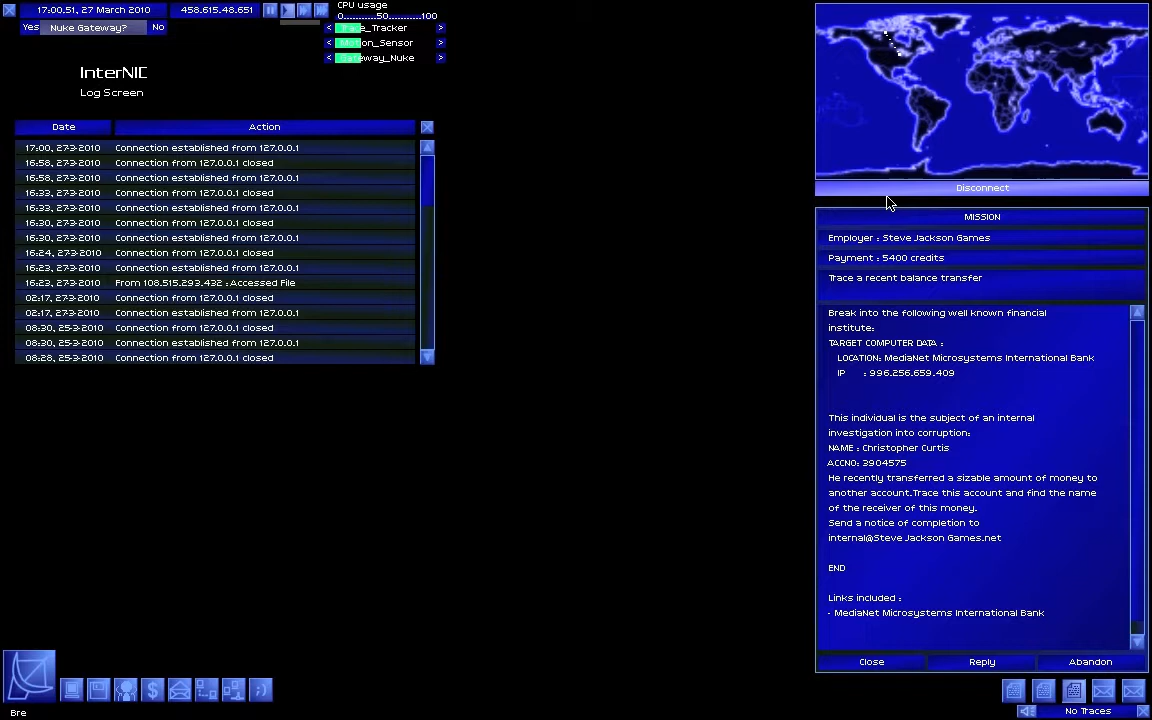 17:00.51, 27 March 2010
458.615.48.651
CPU usage
0.........50.........100
Yes Nuke Gateway? No
< Trace_Tracker >
< Motion_Sensor >
< Gateway_Nuke >
InterNIC
Log Screen
Date Action
17:00, 27-3-2010 Connection established from 127.0.0.1
16:58, 27-3-2010 Connection from 127.0.0.1 closed
16:58, 27-3-2010 Connection established from 127.0.0.1
16:33, 27-3-2010 Connection from 127.0.0.1 closed
16:33, 27-3-2010 Connection established from 127.0.0.1
16:30, 27-3-2010 Connection from 127.0.0.1 closed
16:30, 27-3-2010 Connection established from 127.0.0.1
16:24, 27-3-2010 Connection from 127.0.0.1 closed
16:23, 27-3-2010 Connection established from 127.0.0.1
16:23, 27-3-2010 From 108.515.293.432 : Accessed File
02:17, 27-3-2010 Connection from 127.0.0.1 closed
02:17, 27-3-2010 Connection established from 127.0.0.1
08:30, 25-3-2010 Connection from 127.0.0.1 closed
08:30, 25-3-2010 Connection established from 127.0.0.1
08:28, 25-3-2010 Connection from 127.0.0.1 closed
Disconnect
MISSION
Employer : Steve Jackson Games
Payment : 5400 credits
Trace a recent balance transfer
Break into the following well known financial
institute:
TARGET COMPUTER DATA :
LOCATION: MediaNet Microsystems International Bank
IP : 996.256.659.409
This individual is the subject of an internal
investigation into corruption:
NAME : Christopher Curtis
ACCNO: 3904575
He recently transferred a sizable amount of money to
another account.Trace this account and find the name
of the receiver of this money.
Send a notice of completion to
internal@Steve Jackson Games.net
END
Links included :
- MediaNet Microsystems International Bank
Close Reply Abandon
Bre
No Traces